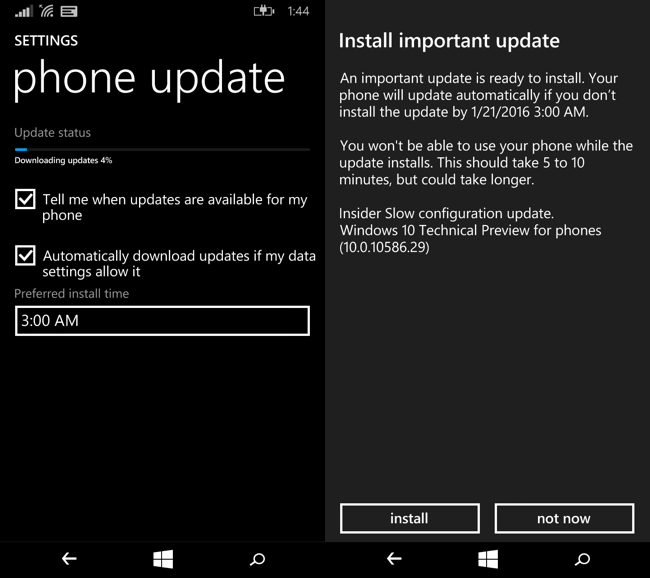 1:44
SETTINGS
phone update
Update status
Downloading updates 4%
Tell me when updates are available for my
phone
Automatically download updates if my data
settings allow it
Preferred install time
3:00 AM
Install important update
An important update is ready to install. Your
phone will update automatically if you don't
install the update by 1/21/2016 3:00 AM.
You won't be able to use your phone while the
update installs. This should take 5 to 10
minutes, but could take longer.
Insider Slow configuration update.
Windows 10 Technical Preview for phones
(10.0.10586.29)
install
not now